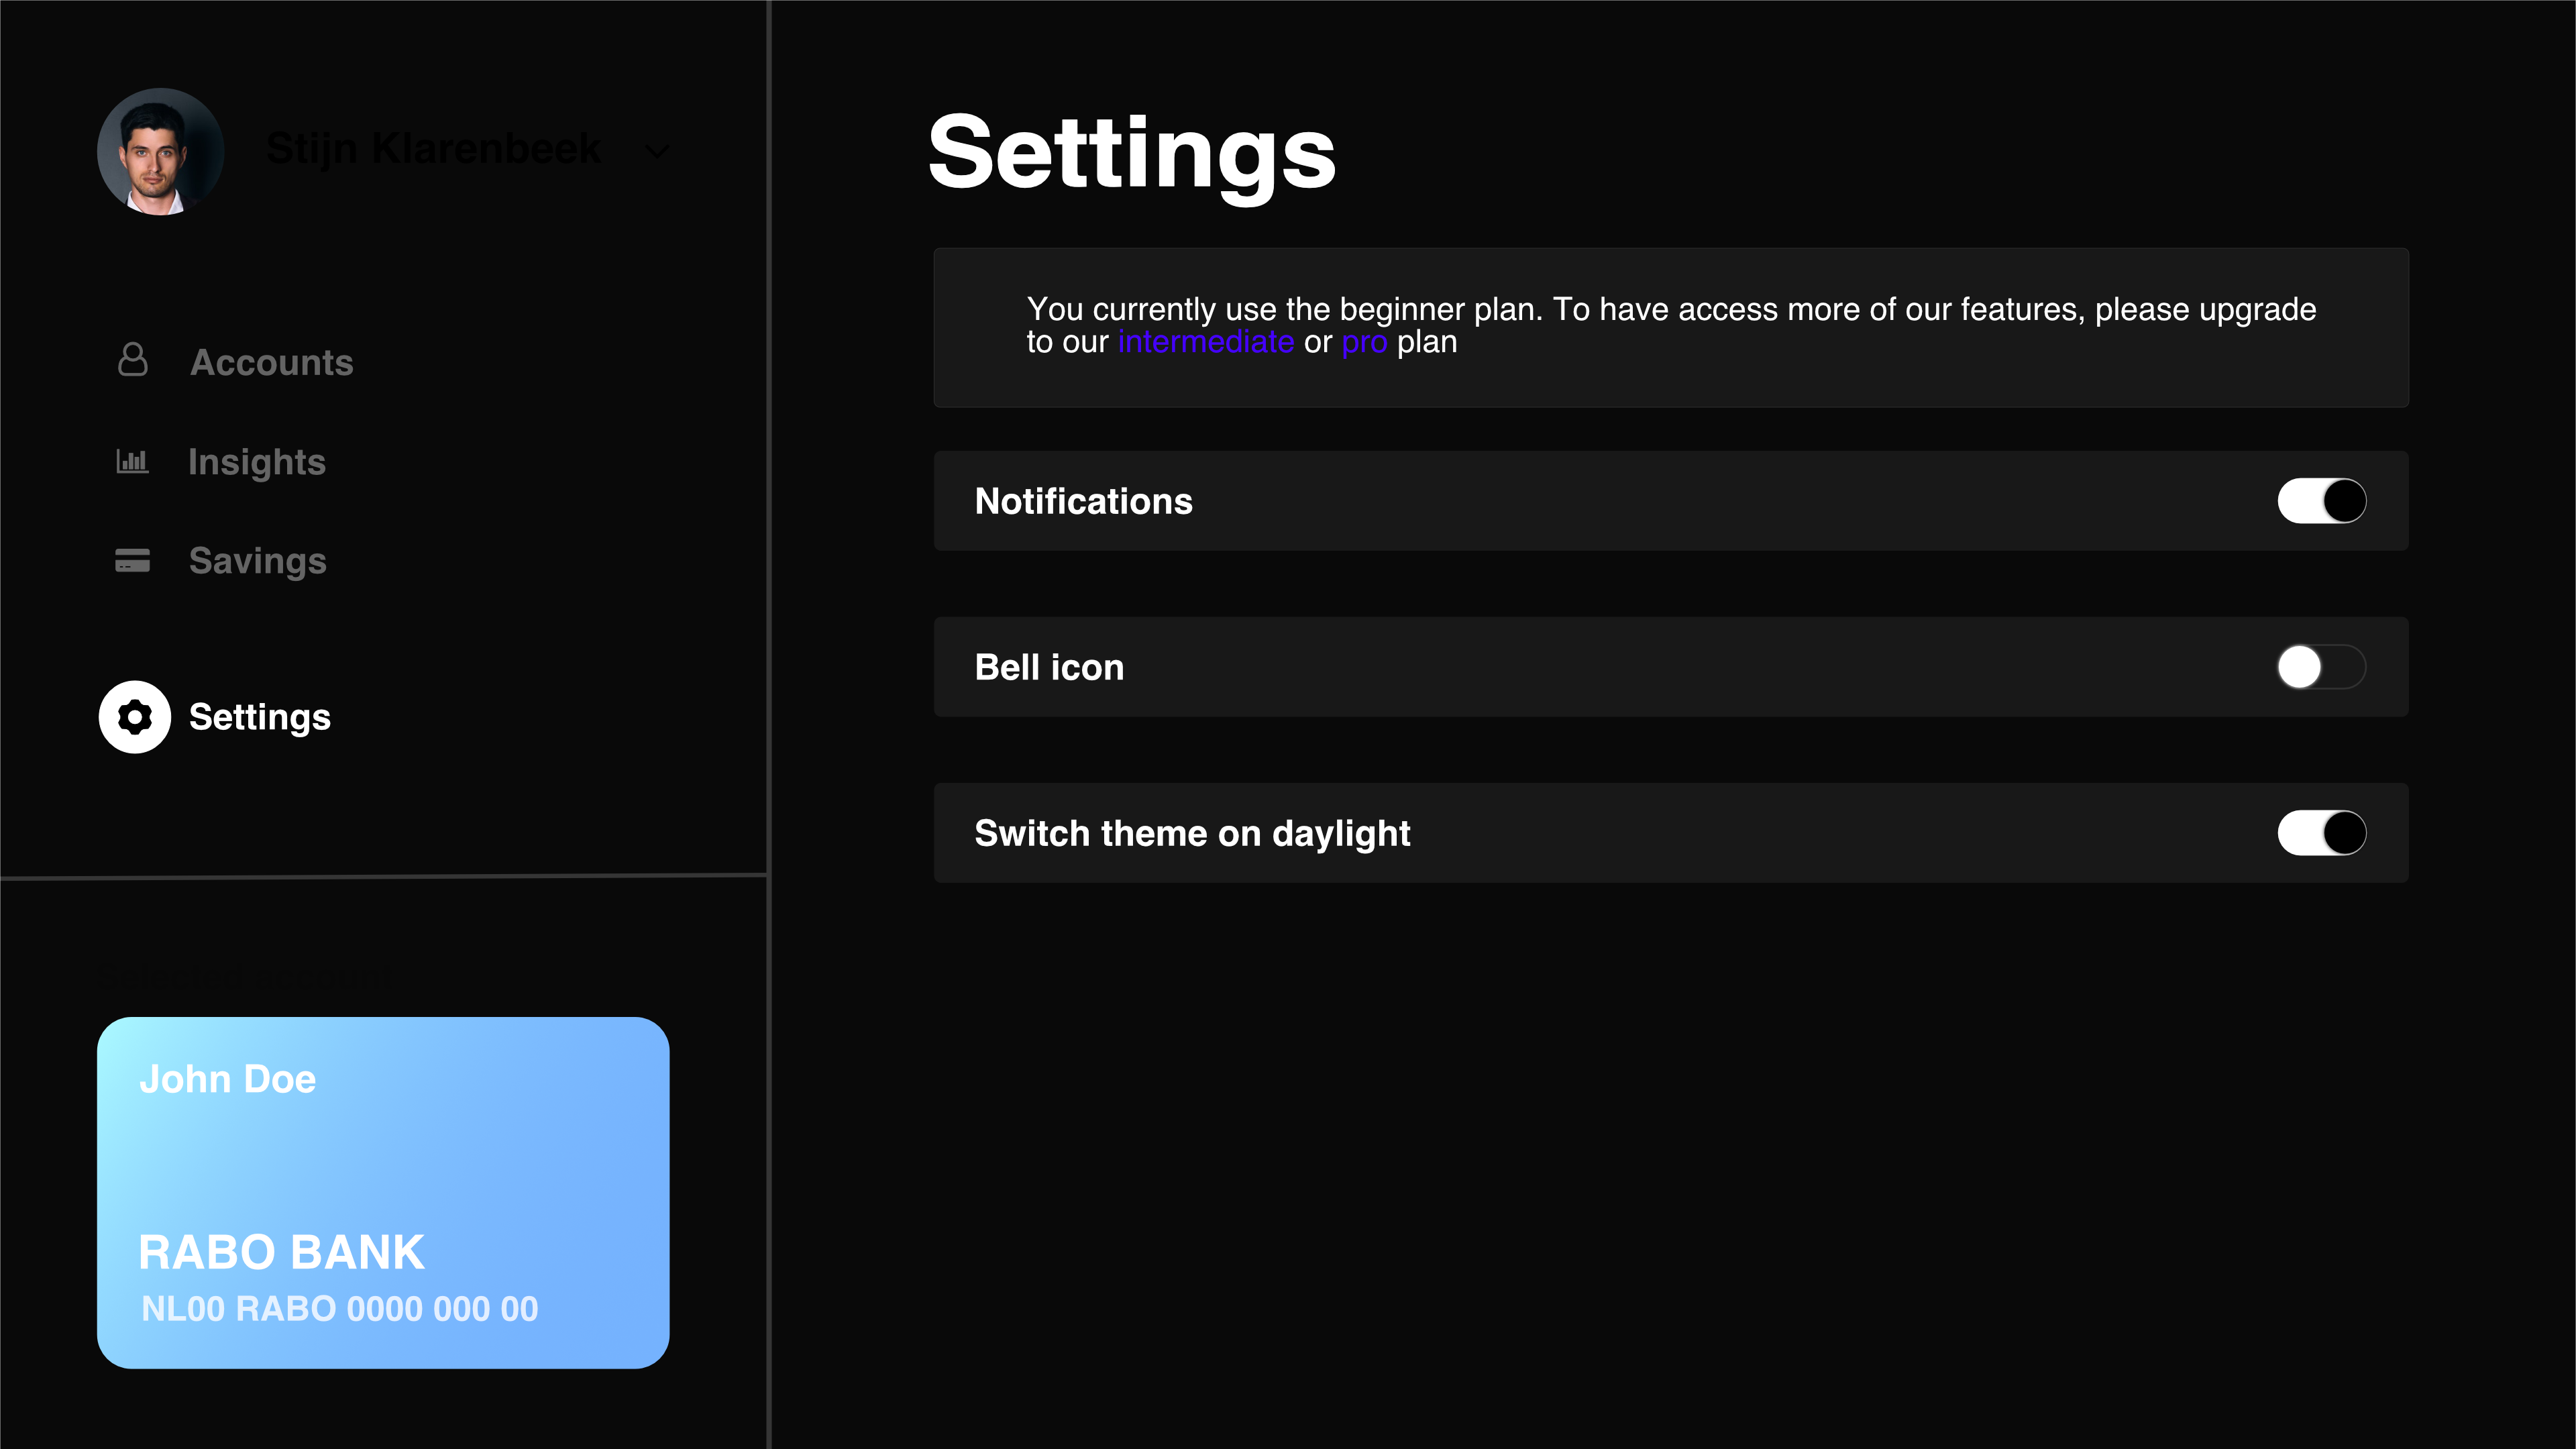 Stijn Klarenbeek
Accounts
Insights
Savings
Settings
John Doe
RABO BANK
NL00 RABO 0000 000 00
Settings
You currently use the beginner plan. To have access more of our features, please upgrade
to our intermediate or pro plan
Notifications
Bell icon
Switch theme on daylight